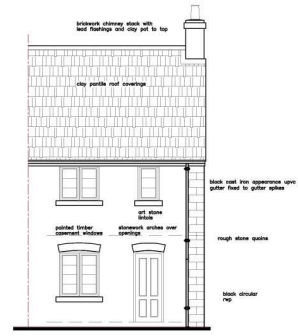 brickwork chimney stack with
lead flashings and clay pot to top
clay pantile roof coverings
black cast iron appearance upvc
gutter fixed to gutter spikes
art stone
lintols
painted timber
casement windows
stonework arches over
openings
rough stone quoins
black circular
rwp